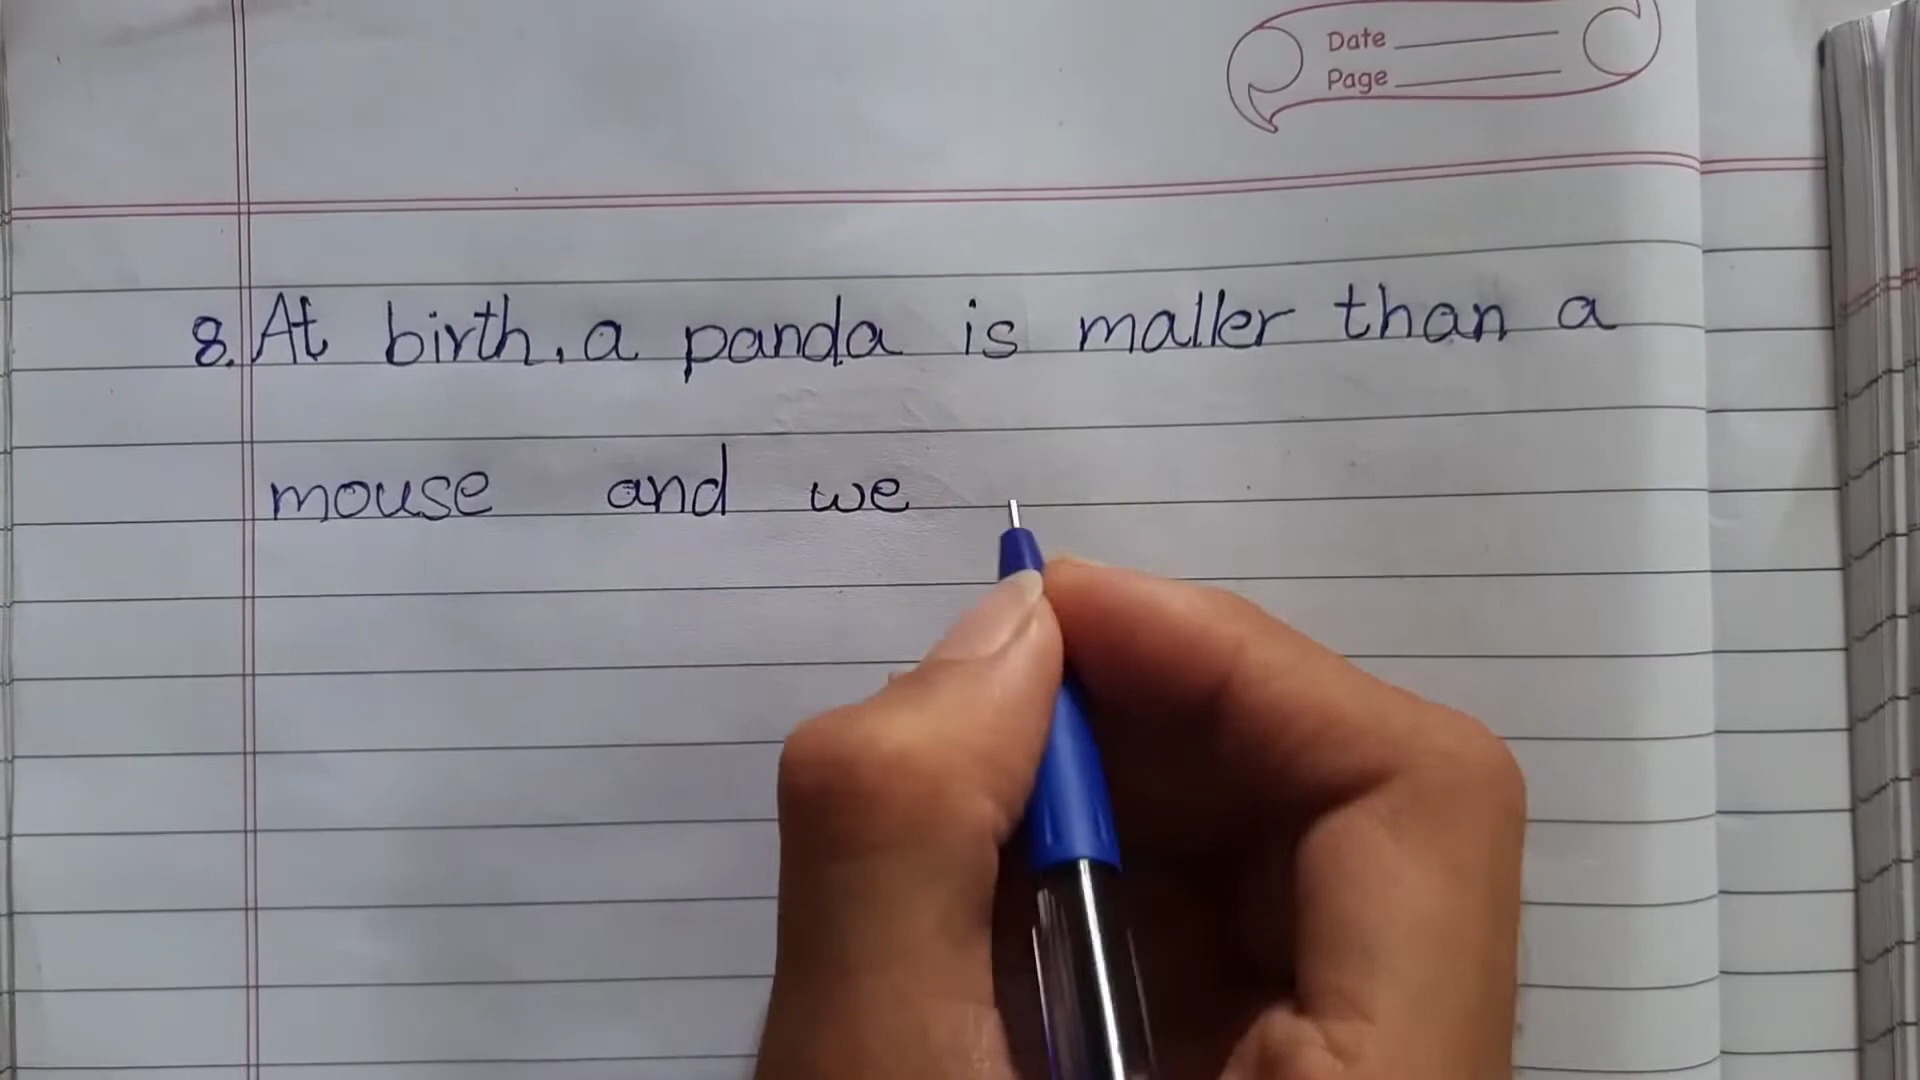 Date
Page
8. At birth, a panda is maller than a
mouse and we